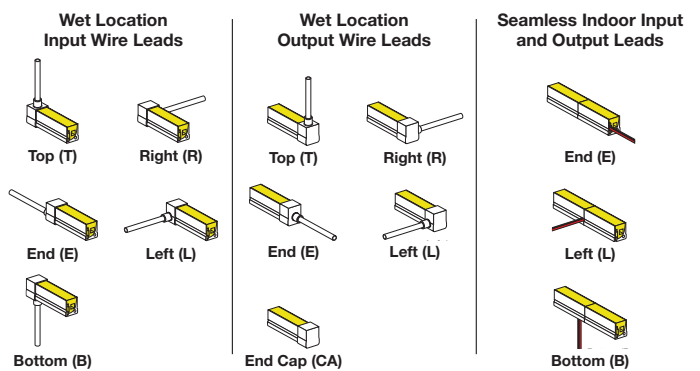 Wet Location
Input Wire Leads
Top (T)
Right (R)
End (E)
Left (L)
Bottom (B)
Wet Location
Output Wire Leads
Top (T)
Right (R)
End (E)
Left (L)
End Cap (CA)
Seamless Indoor Input
and Output Leads
End (E)
Left (L)
Bottom (B)